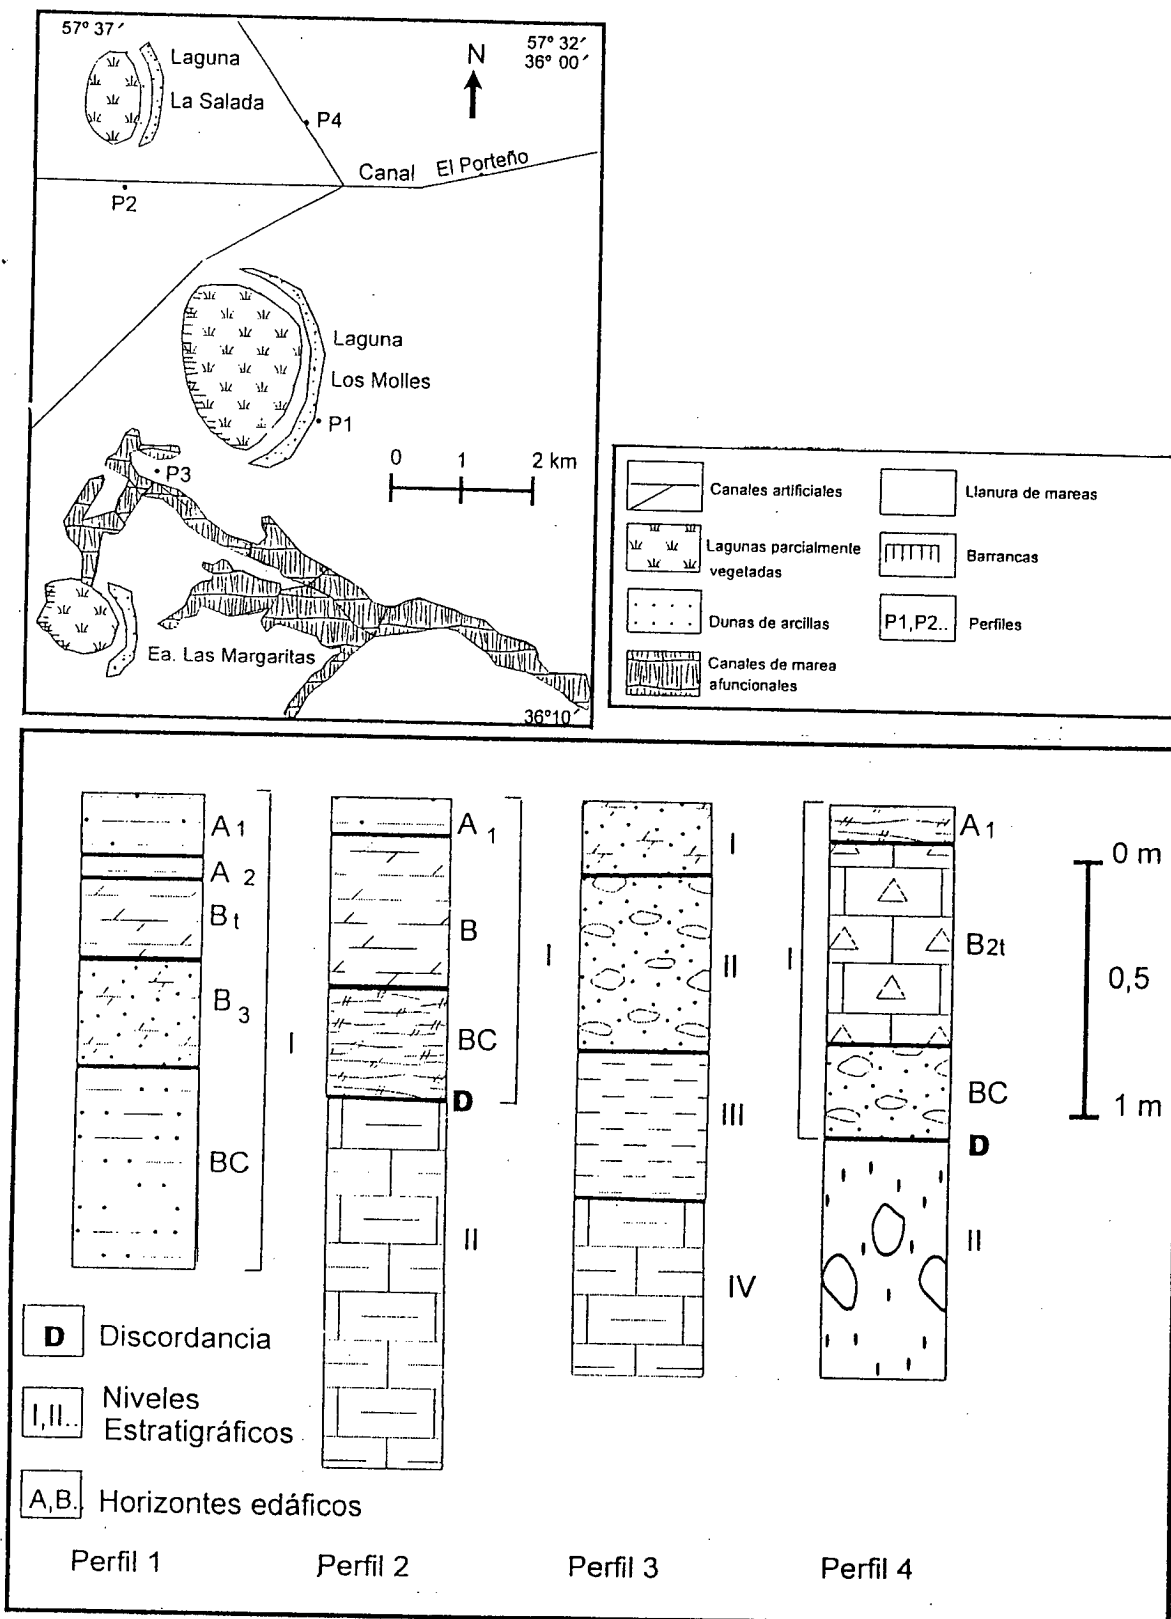 57° 37′
57° 32′
36° 00′
Laguna
La Salada
N
P4
Canal El Porteño
P2
Laguna
Los Molles
P1
P3
0 1 2 km
Ea. Las Margaritas
36°10′
Canales artificiales
Llanura de mareas
Lagunas parcialmente
vegetadas
Barrancas
Dunas de arcillas
P1,P2.. Perfiles
Canales de marea
afuncionales
A1
A2
Bt
B3
BC
I
A1
B
BC
D
I
II
I
II
III
IV
I
A1
B2t
BC
D
II
0 m
0,5
1 m
D Discordancia
I,II.. Niveles
Estratigráficos
A,B. Horizontes edáficos
Perfil 1 Perfil 2 Perfil 3 Perfil 4